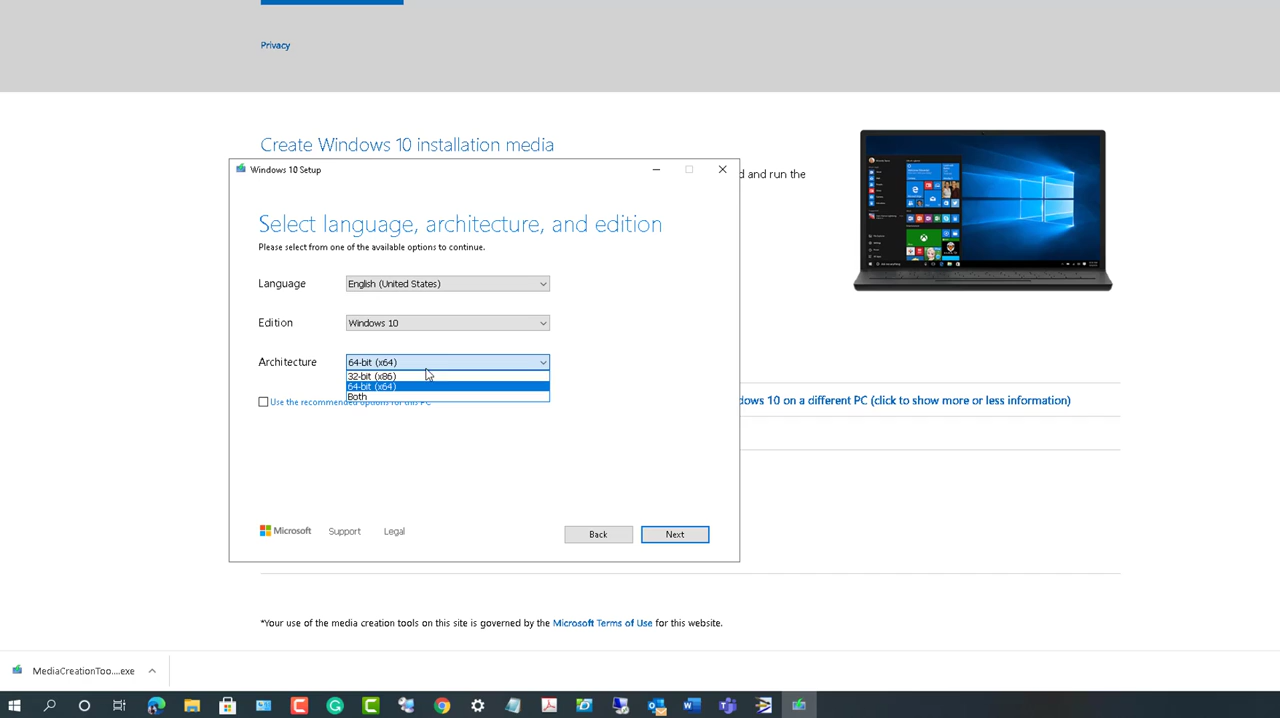 Privacy
Create Windows 10 installation media
d and run the
Windows 10 Setup
Select language, architecture, and edition
Please select from one of the available options to continue.
Language English (United States)
Edition Windows 10
Architecture 64-bit (x64)
32-bit (x86)
64-bit (x64)
Both
Use the recommended options for this PC
dows 10 on a different PC (click to show more or less information)
Microsoft Support Legal
Back Next
*Your use of the media creation tools on this site is governed by the Microsoft Terms of Use for this website.
MediaCreationToo....exe